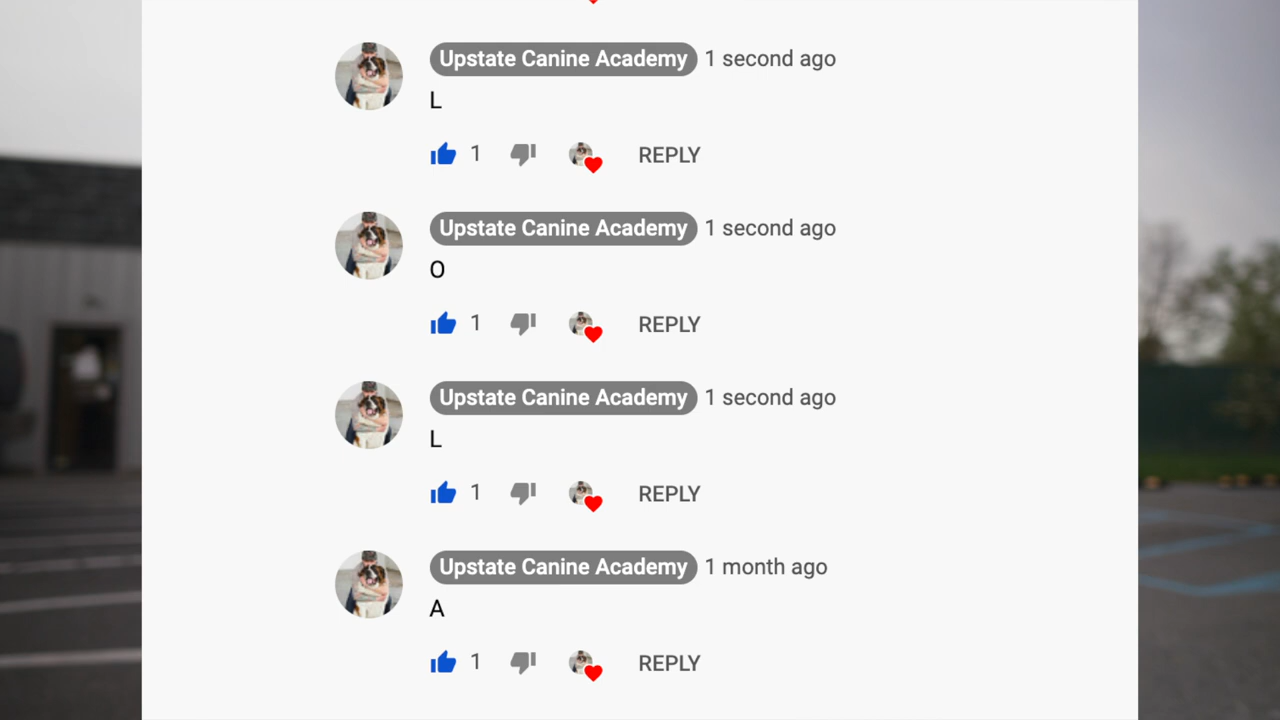 Upstate Canine Academy 1 second ago
L
1 REPLY
Upstate Canine Academy 1 second ago
O
1 REPLY
Upstate Canine Academy 1 second ago
L
1 REPLY
Upstate Canine Academy 1 month ago
A
1 REPLY